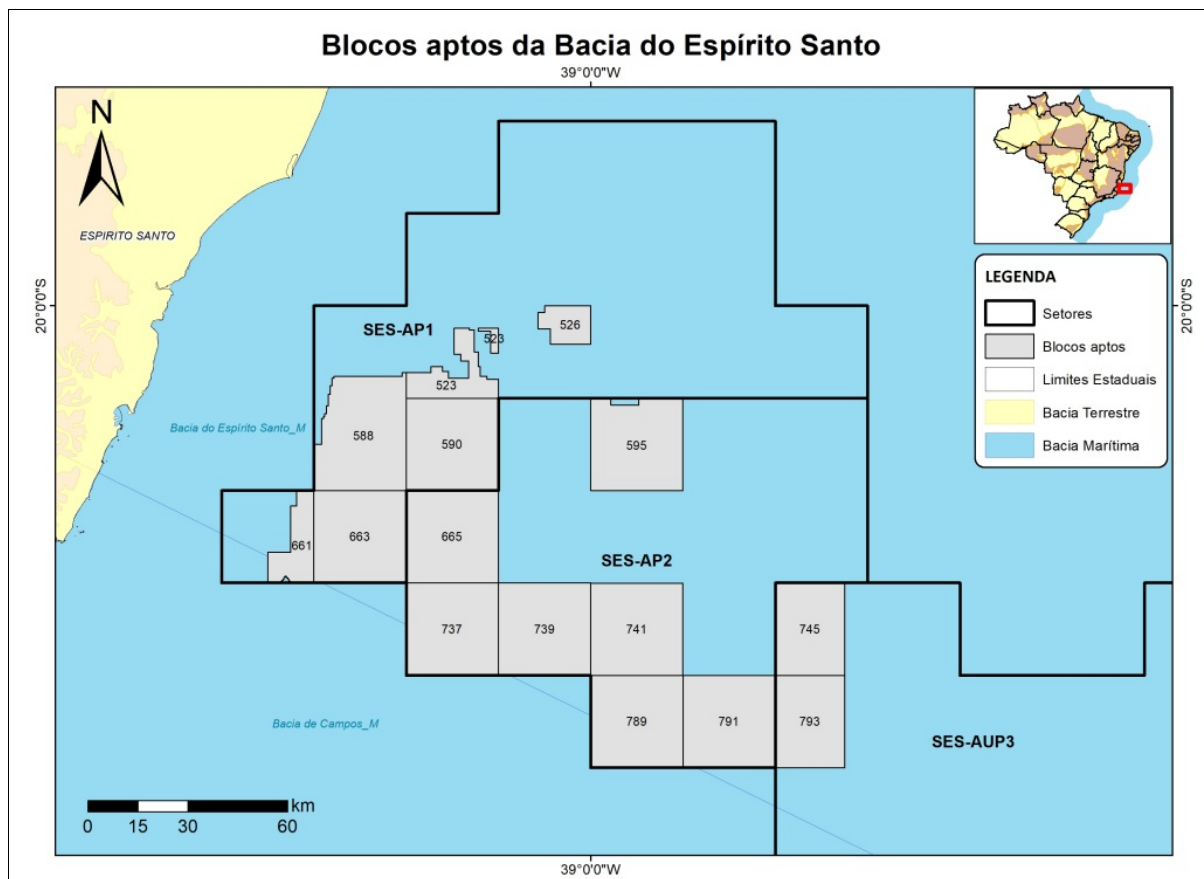 Blocos aptos da Bacia do Espírito Santo
39°0'0"W
N
ESPIRITO SANTO
20°0'0"S
20°0'0"S
LEGENDA
Setores
Blocos aptos
Limites Estaduais
Bacia Terrestre
Bacia Marítima
SES-AP1
526
523
523
Bacia do Espírito Santo_M
588
590
595
661
663
665
SES-AP2
737
739
741
745
Bacia de Campos_M
789
791
793
SES-AUP3
km
0 15 30 60
39°0'0"W